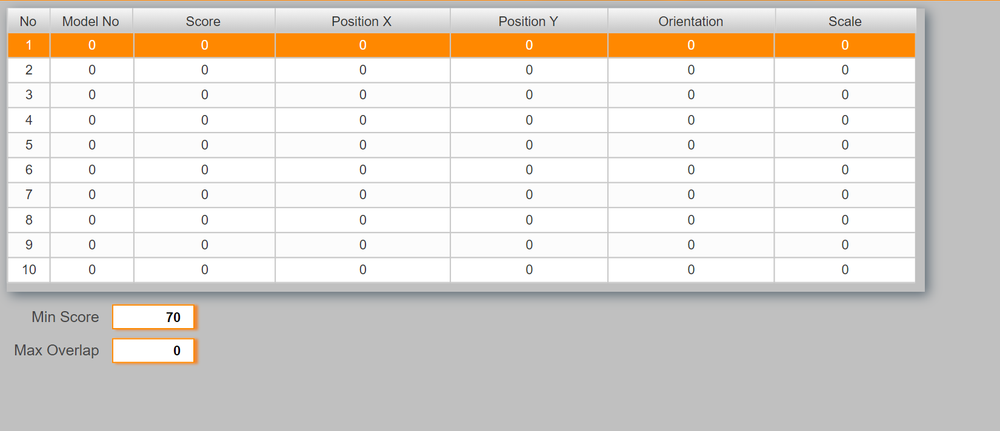 No Model No Score Position X Position Y Orientation Scale
1 0 0 0 0 0 0
2 0 0 0 0 0 0
3 0 0 0 0 0 0
4 0 0 0 0 0 0
5 0 0 0 0 0 0
6 0 0 0 0 0 0
7 0 0 0 0 0 0
8 0 0 0 0 0 0
9 0 0 0 0 0 0
10 0 0 0 0 0 0
Min Score 70
Max Overlap 0